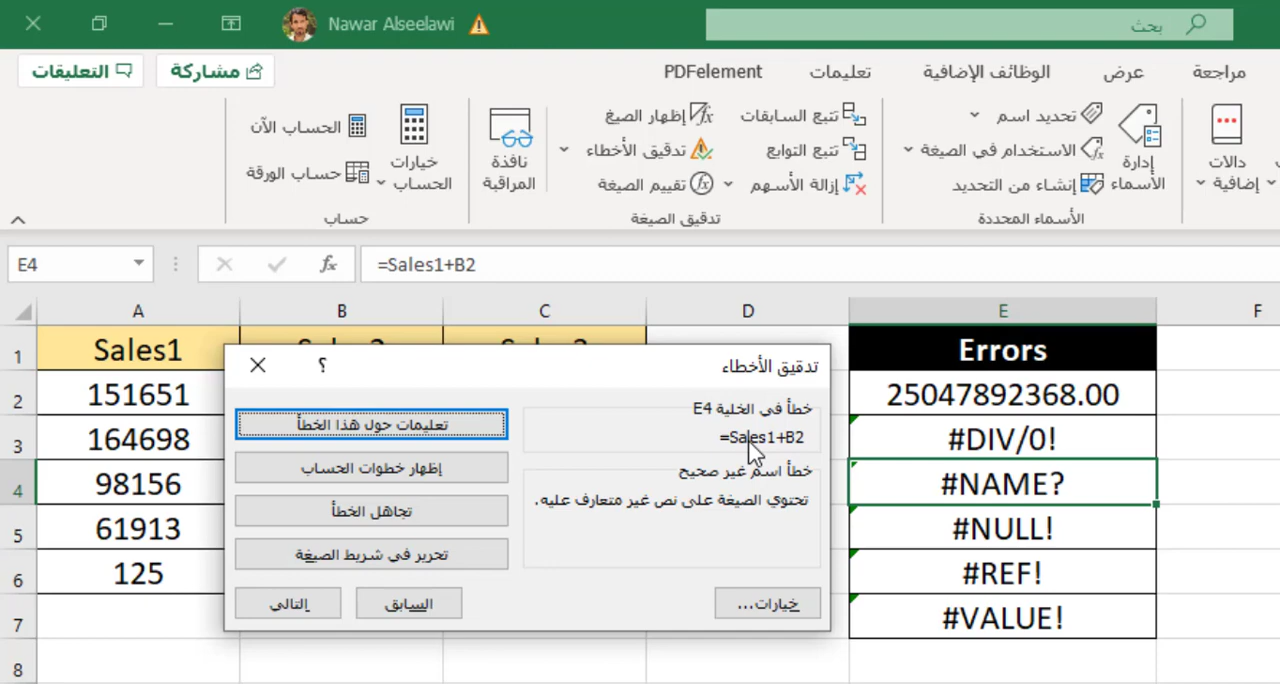 Nawar Alseelawi
بحث
مراجعة
عرض
الوظائف الإضافية
تعليمات
PDFelement
مشاركة
التعليقات
دالات إضافية
إدارة الأسماء
تحديد اسم
الاستخدام في الصيغة
إنشاء من التحديد
الأسماء المحددة
تتبع السابقات
تتبع التوابع
إزالة الأسهم
إظهار الصيغ
تدقيق الأخطاء
تقييم الصيغة
تدقيق الصيغة
نافذة المراقبة
خيارات الحساب
الحساب الآن
حساب الورقة
حساب
E4
fx
=Sales1+B2
A B C D E F
1 Sales1 Errors
2 151651 25047892368.00
3 164698 #DIV/0!
4 98156 #NAME?
5 61913 #NULL!
6 125 #REF!
7 #VALUE!
8
تدقيق الأخطاء ؟
خطأ في الخلية E4
=Sales1+B2
خطأ اسم غير صحيح
تحتوي الصيغة على نص غير متعارف عليه.
تعليمات حول هذا الخطأ
إظهار خطوات الحساب
تجاهل الخطأ
تحرير في شريط الصيغة
خيارات...
السابق
التالي